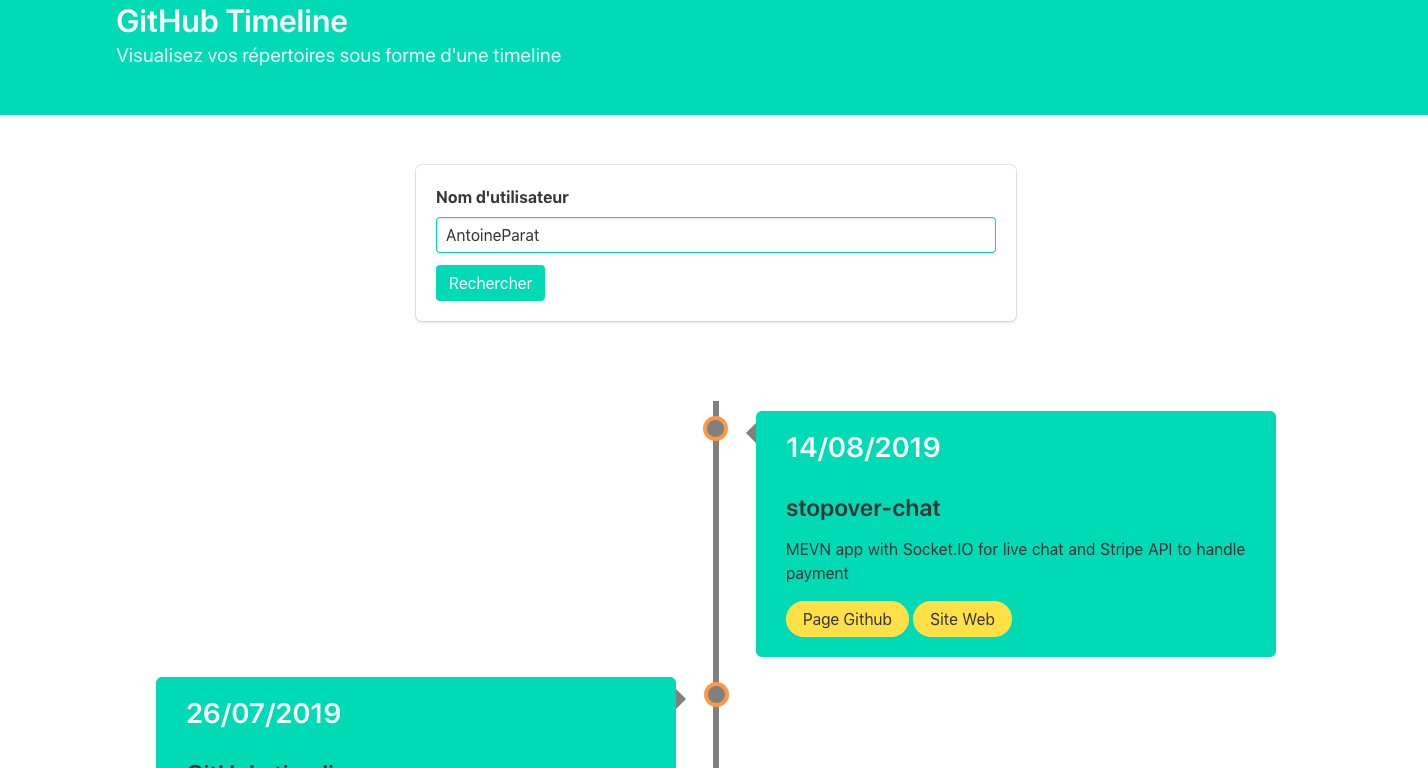 GitHub Timeline
Visualisez vos répertoires sous forme d'une timeline
Nom d'utilisateur
AntoineParat
Rechercher
14/08/2019
stopover-chat
MEVN app with Socket.IO for live chat and Stripe API to handle
payment
Page Github
Site Web
26/07/2019